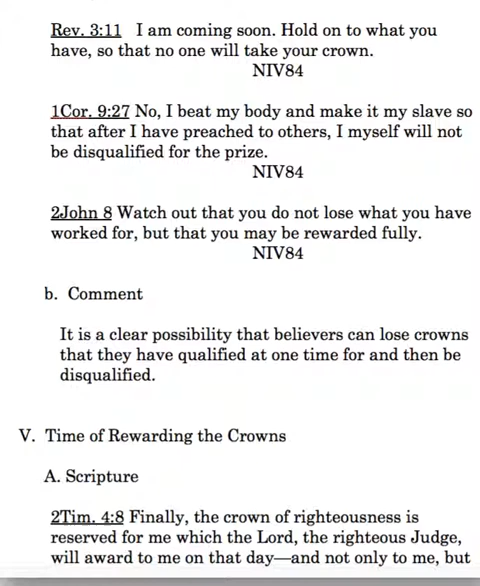 Rev. 3:11 I am coming soon. Hold on to what you
have, so that no one will take your crown.
NIV84
1Cor. 9:27 No, I beat my body and make it my slave so
that after I have preached to others, I myself will not
be disqualified for the prize.
NIV84
2John 8 Watch out that you do not lose what you have
worked for, but that you may be rewarded fully.
NIV84
b. Comment
It is a clear possibility that believers can lose crowns
that they have qualified at one time for and then be
disqualified.
V. Time of Rewarding the Crowns
A. Scripture
2Tim. 4:8 Finally, the crown of righteousness is
reserved for me which the Lord, the righteous Judge,
will award to me on that day—and not only to me, but